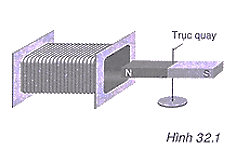 Trục quay
N S
Hình 32.1